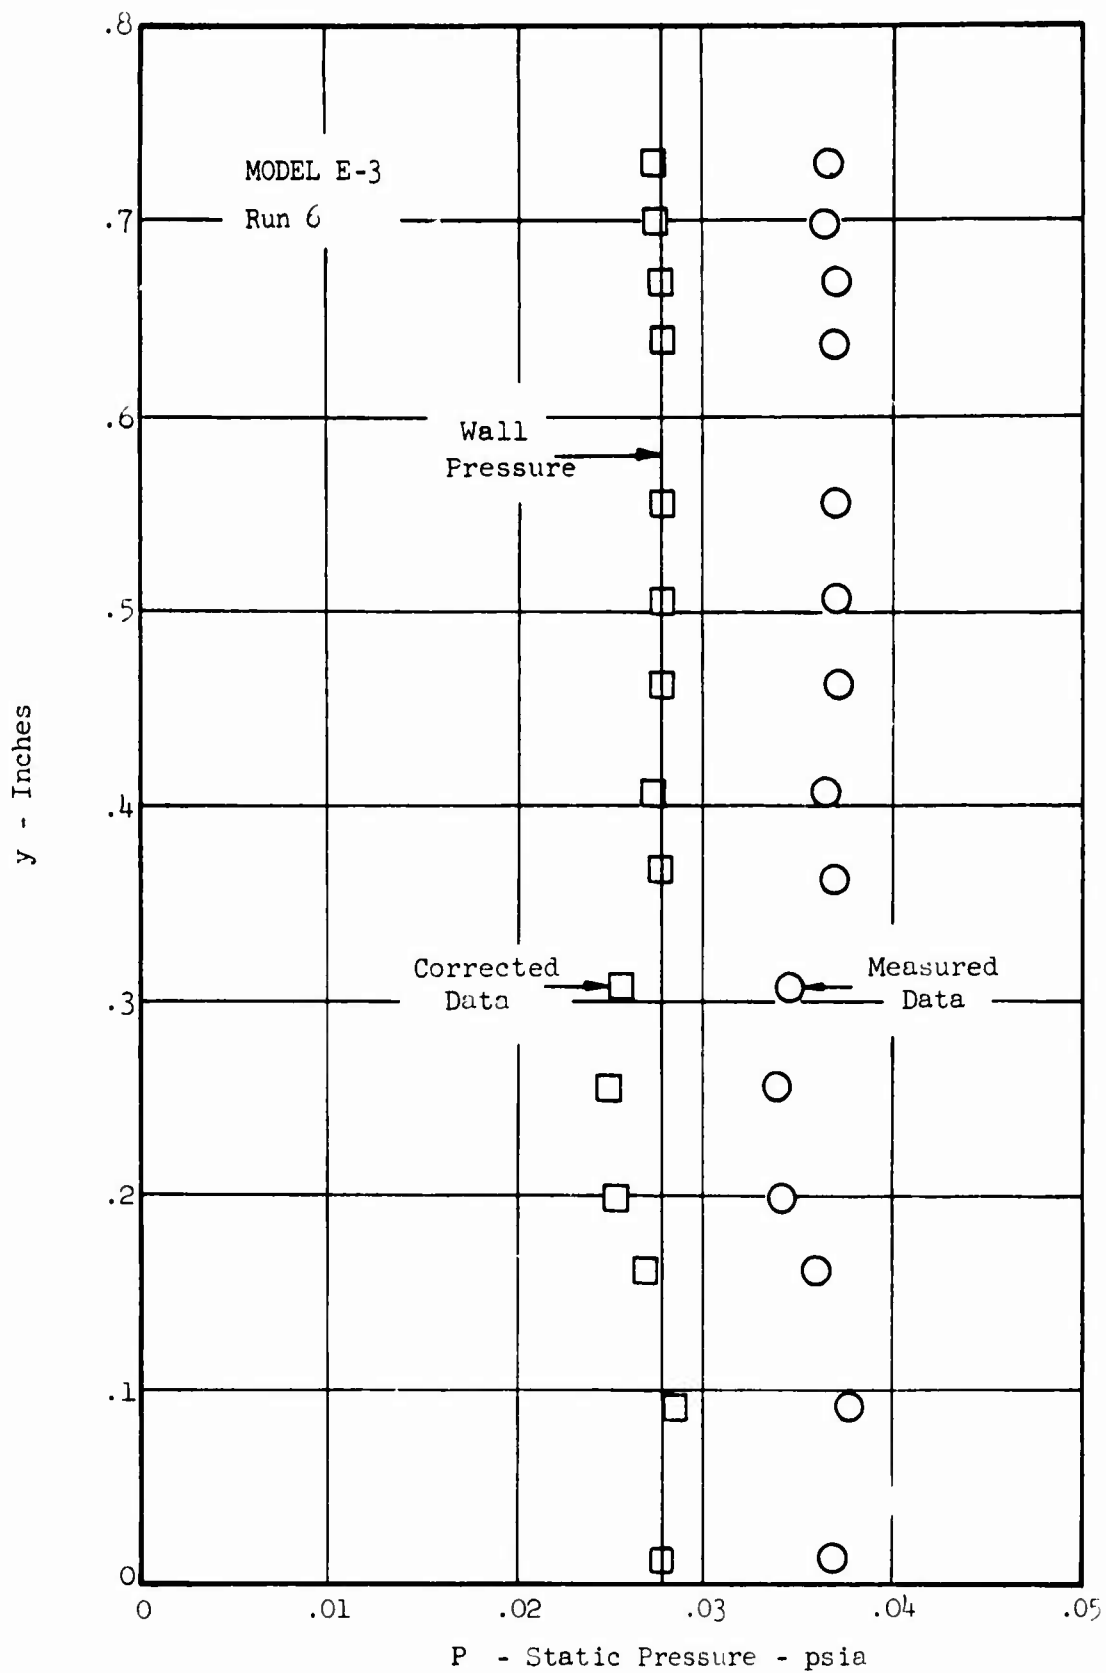 .8
MODEL E-3
.7
Run 6
.6
Wall
Pressure
.5
y - Inches
.4
Corrected
Data
Measured
Data
.3
.2
.1
0
0 .01 .02 .03 .04 .05
P - Static Pressure - psia